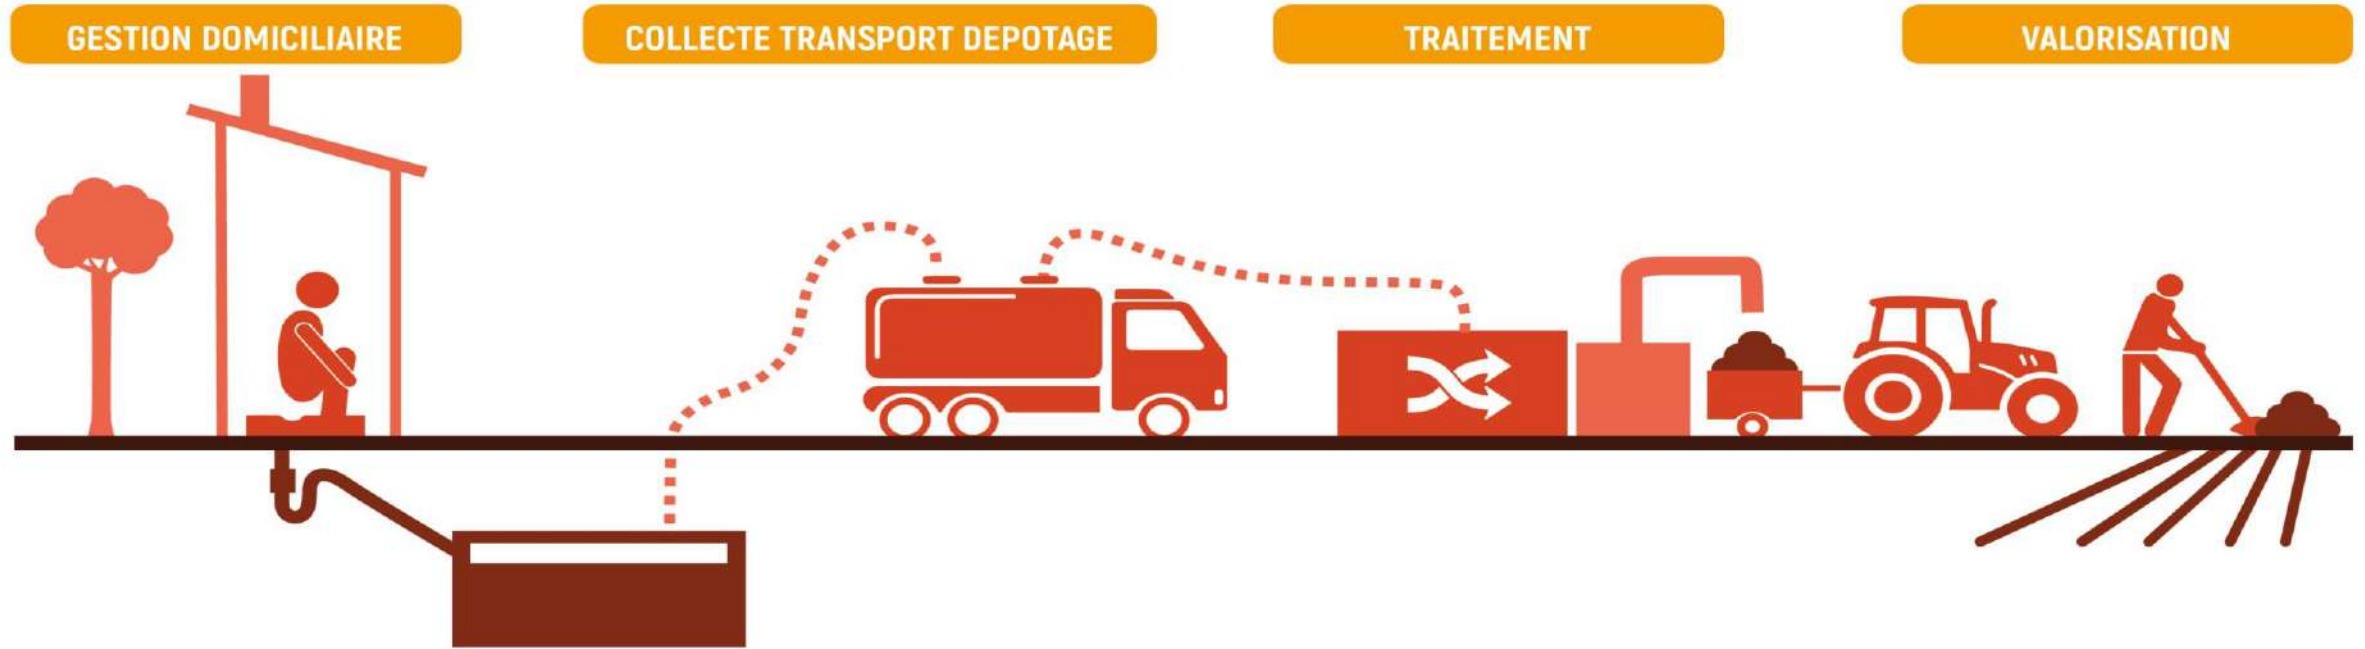 GESTION DOMICILIAIRE
COLLECTE TRANSPORT DEPOTAGE
TRAITEMENT
VALORISATION